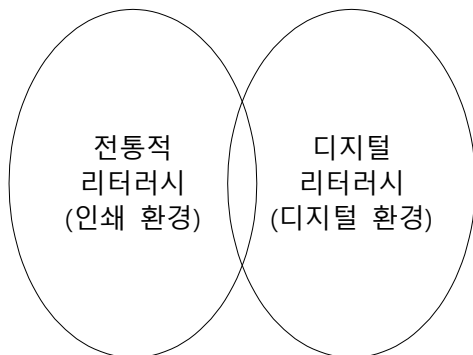 전통적
리터러시
(인쇄 환경)
디지털
리터러시
(디지털 환경)